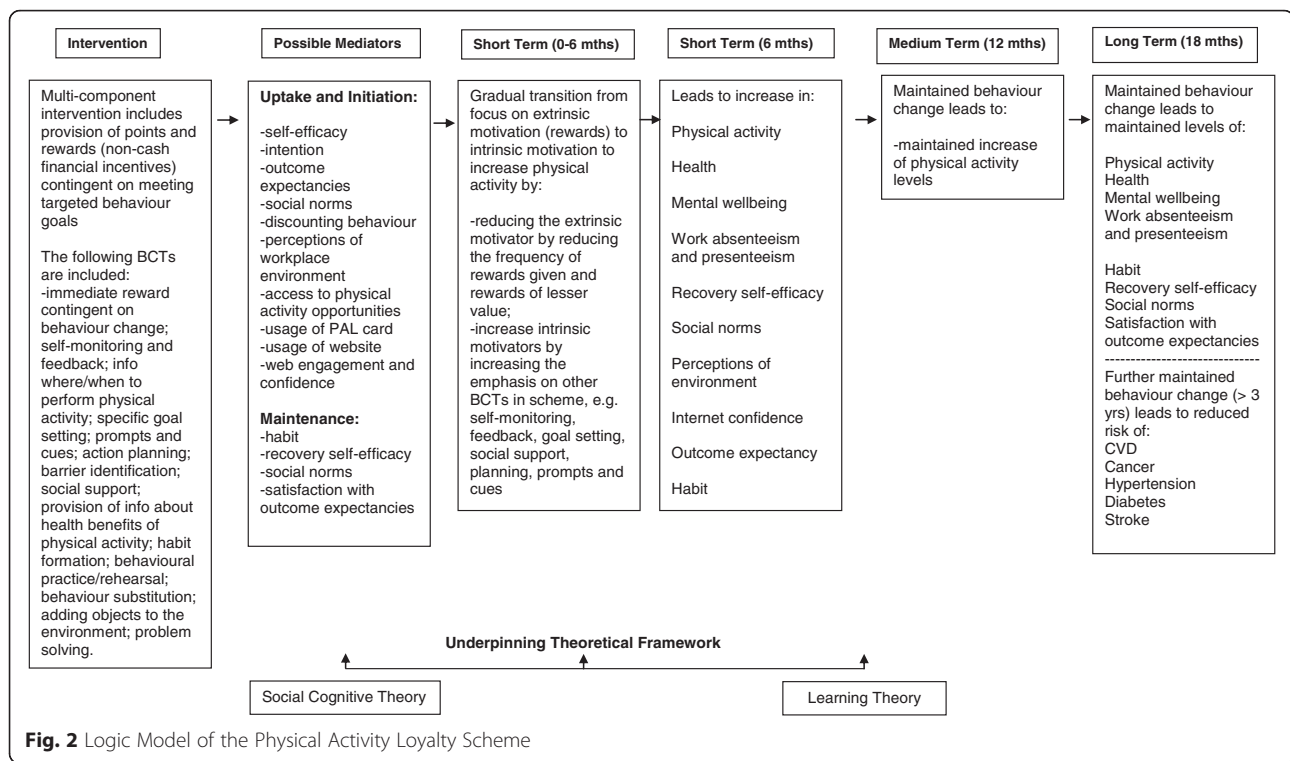 Intervention
Multi-component
intervention includes
provision of points and
rewards (non-cash
financial incentives)
contingent on meeting
targeted behaviour
goals
The following BCTs
are included:
-immediate reward
contingent on
behaviour change;
self-monitoring and
feedback; info
where/when to
perform physical
activity; specific goal
setting; prompts and
cues; action planning;
barrier identification;
social support;
provision of info about
health benefits of
physical activity; habit
formation; behavioural
practice/rehearsal;
behaviour substitution;
adding objects to the
environment; problem
solving.
Possible Mediators
Uptake and Initiation:
-self-efficacy
-intention
-outcome
expectancies
-social norms
-discounting behaviour
-perceptions of
workplace
environment
-access to physical
activity opportunities
-usage of PAL card
-usage of website
-web engagement and
confidence
Maintenance:
-habit
-recovery self-efficacy
-social norms
-satisfaction with
outcome expectancies
Short Term (0-6 mths)
Gradual transition from
focus on extrinsic
motivation (rewards) to
intrinsic motivation to
increase physical
activity by:
-reducing the extrinsic
motivator by reducing
the frequency of
rewards given and
rewards of lesser
value;
-increase intrinsic
motivators by
increasing the
emphasis on other
BCTs in scheme, e.g.
self-monitoring,
feedback, goal setting,
social support,
planning, prompts and
cues
Short Term (6 mths)
Leads to increase in:
Physical activity
Health
Mental wellbeing
Work absenteeism
and presenteeism
Recovery self-efficacy
Social norms
Perceptions of
environment
Internet confidence
Outcome expectancy
Habit
Medium Term (12 mths)
Maintained behaviour
change leads to:
-maintained increase
of physical activity
levels
Long Term (18 mths)
Maintained behaviour
change leads to
maintained levels of:
Physical activity
Health
Mental wellbeing
Work absenteeism
and presenteeism
Habit
Recovery self-efficacy
Social norms
Satisfaction with
outcome expectancies
-------------------------------
Further maintained
behaviour change (> 3
yrs) leads to reduced
risk of:
CVD
Cancer
Hypertension
Diabetes
Stroke
Underpinning Theoretical Framework
Social Cognitive Theory
Learning Theory
Fig. 2 Logic Model of the Physical Activity Loyalty Scheme